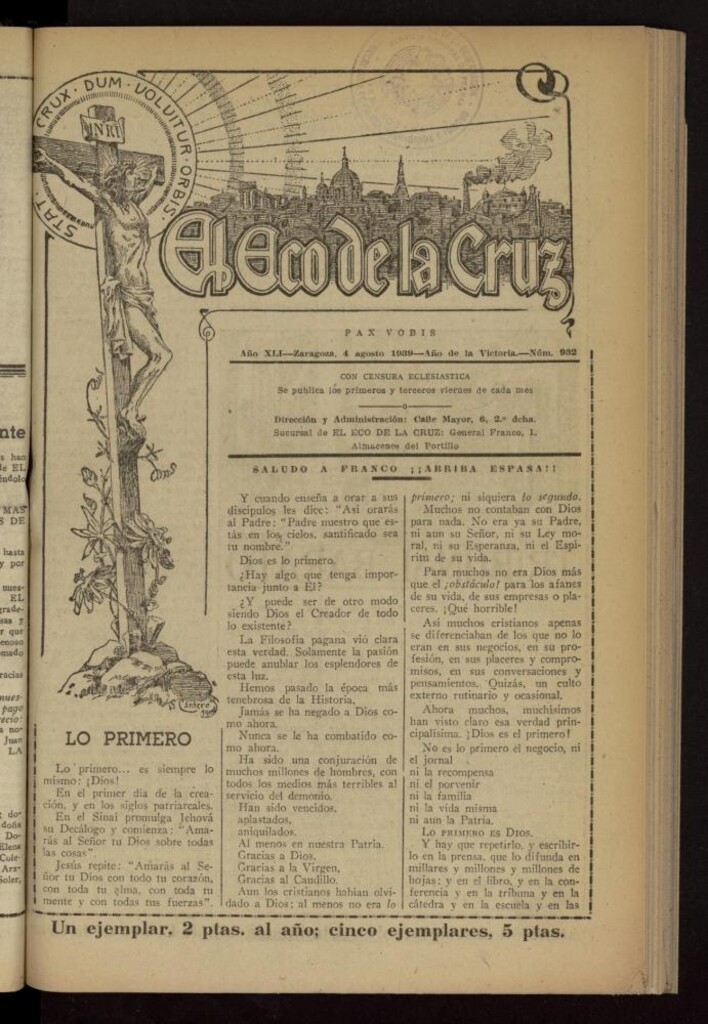 STAT · CRUX · DUM · VOLVITUR · ORBIS
INRI
El Eco de la Cruz
PAX VOBIS
Año XLI—Zaragoza, 4 agosto 1939—Año de la Victoria.—Núm. 932
CON CENSURA ECLESIASTICA
Se publica los primeros y terceros viernes de cada mes
Dirección y Administración: Calle Mayor, 6, 2.º dcha.
Sucursal de EL ECO DE LA CRUZ: General Franco, 1,
Almacenes del Portillo
SALUDO A FRANCO ¡¡ARRIBA ESPAÑA!!
LO PRIMERO
Lo primero... es siempre lo
mismo: ¡Dios!
En el primer día de la crea-
ción, y en los siglos patriarcales.
En el Sinaí promulga Jehová
su Decálogo y comienza: "Ama-
rás al Señor tu Dios sobre todas
las cosas".
Jesús repite: "Amarás al Se-
ñor tu Dios con todo tu corazón,
con toda tu alma, con toda tu
mente y con todas tus fuerzas".
Y cuando enseña a orar a sus
discípulos les dice: "Así orarás
al Padre: "Padre nuestro que es-
tás en los cielos, santificado sea
tu nombre."
Dios es lo primero.
¿Hay algo que tenga impor-
tancia junto a El?
¿Y puede ser de otro modo
siendo Dios el Creador de todo
lo existente?
La Filosofía pagana vió clara
esta verdad. Solamente la pasión
puede anublar los esplendores de
esta luz.
Hemos pasado la época más
tenebrosa de la Historia.
Jamás se ha negado a Dios co-
mo ahora.
Nunca se le ha combatido co-
mo ahora.
Ha sido una conjuración de
muchos millones de hombres, con
todos los medios más terribles al
servicio del demonio.
Han sido vencidos,
aplastados,
aniquilados.
Al menos en nuestra Patria.
Gracias a Dios.
Gracias a la Virgen,
Gracias al Caudillo.
Aun los cristianos habían olvi-
dado a Dios; al menos no era lo
primero; ni siquiera lo segundo.
Muchos no contaban con Dios
para nada. No era ya su Padre,
ni aun su Señor, ni su Ley mo-
ral, ni su Esperanza, ni el Espí-
ritu de su vida.
Para muchos no era Dios más
que el ¡obstáculo! para los afanes
de su vida, de sus empresas o pla-
ceres. ¡Qué horrible!
Así muchos cristianos apenas
se diferenciaban de los que no lo
eran en sus negocios, en su pro-
fesión, en sus placeres y compro-
misos, en sus conversaciones y
pensamientos. Quizás, un culto
externo rutinario y ocasional.
Ahora muchos, muchísimos
han visto claro esa verdad prin-
cipalísima. ¡Dios es el primero!
No es lo primero el negocio, ni
el jornal
ni la recompensa
ni el porvenir
ni la familia
ni la vida misma
ni aun la Patria.
LO PRIMERO ES DIOS.
Y hay que repetirlo, y escribir-
lo en la prensa, que lo difunda en
millares y millones y millones de
hojas; y en el libro, y en la con-
ferencia y en la tribuna y en la
cátedra y en la escuela y en las
Un ejemplar, 2 ptas. al año; cinco ejemplares, 5 ptas.